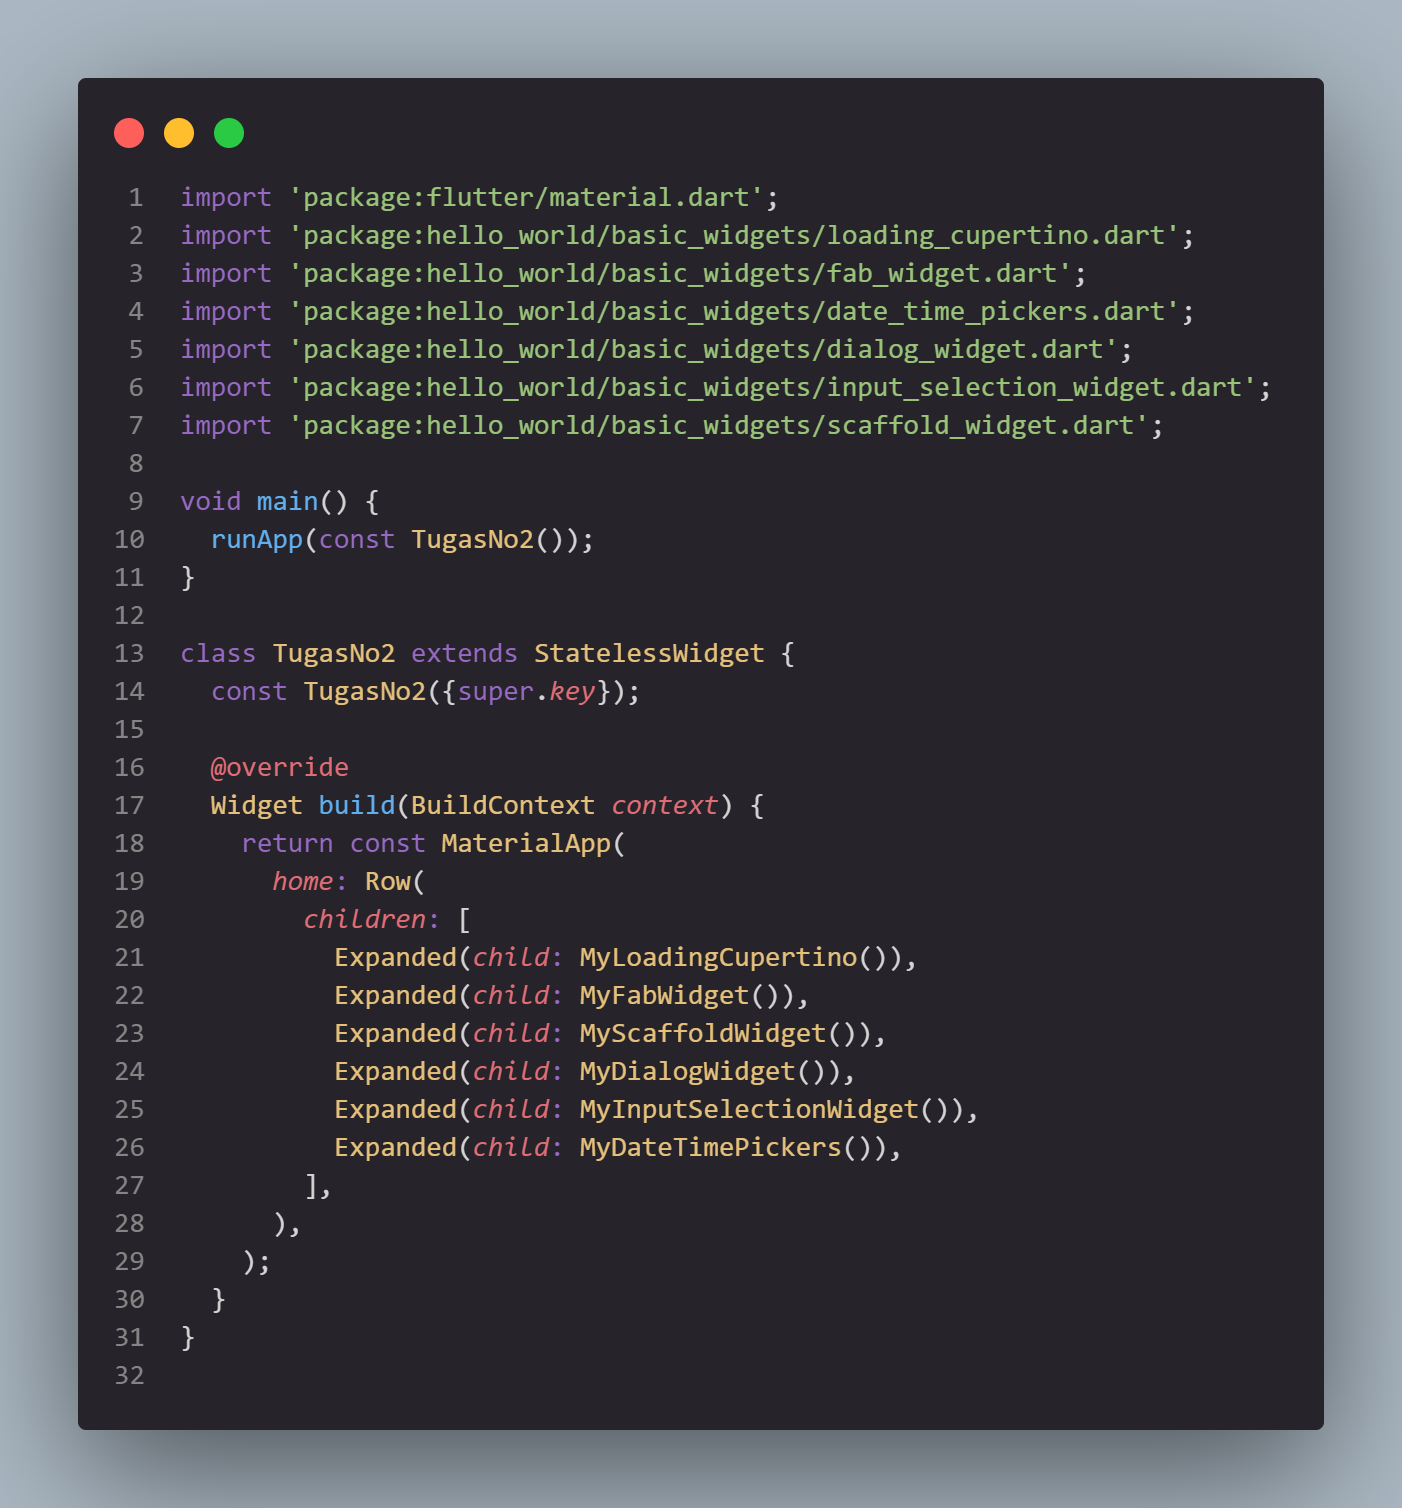 1 import 'package:flutter/material.dart';
2 import 'package:hello_world/basic_widgets/loading_cupertino.dart';
3 import 'package:hello_world/basic_widgets/fab_widget.dart';
4 import 'package:hello_world/basic_widgets/date_time_pickers.dart';
5 import 'package:hello_world/basic_widgets/dialog_widget.dart';
6 import 'package:hello_world/basic_widgets/input_selection_widget.dart';
7 import 'package:hello_world/basic_widgets/scaffold_widget.dart';
8
9 void main() {
10   runApp(const TugasNo2());
11 }
12
13 class TugasNo2 extends StatelessWidget {
14   const TugasNo2({super.key});
15
16   @override
17   Widget build(BuildContext context) {
18     return const MaterialApp(
19       home: Row(
20         children: [
21           Expanded(child: MyLoadingCupertino()),
22           Expanded(child: MyFabWidget()),
23           Expanded(child: MyScaffoldWidget()),
24           Expanded(child: MyDialogWidget()),
25           Expanded(child: MyInputSelectionWidget()),
26           Expanded(child: MyDateTimePickers()),
27         ],
28       ),
29     );
30   }
31 }
32